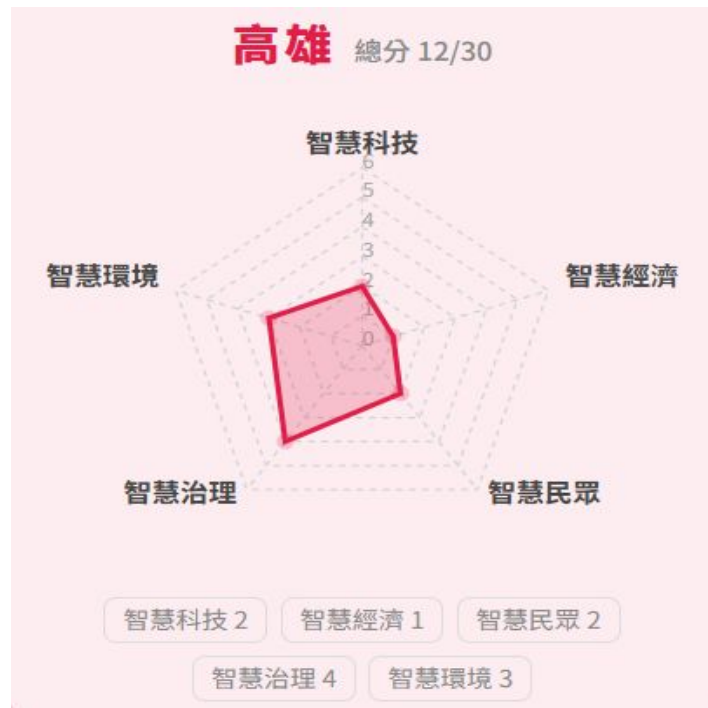 高雄 總分 12/30
智慧科技
6
5
4
3
2
1
0
智慧環境
智慧經濟
智慧治理
智慧民眾
智慧科技 2
智慧經濟 1
智慧民眾 2
智慧治理 4
智慧環境 3